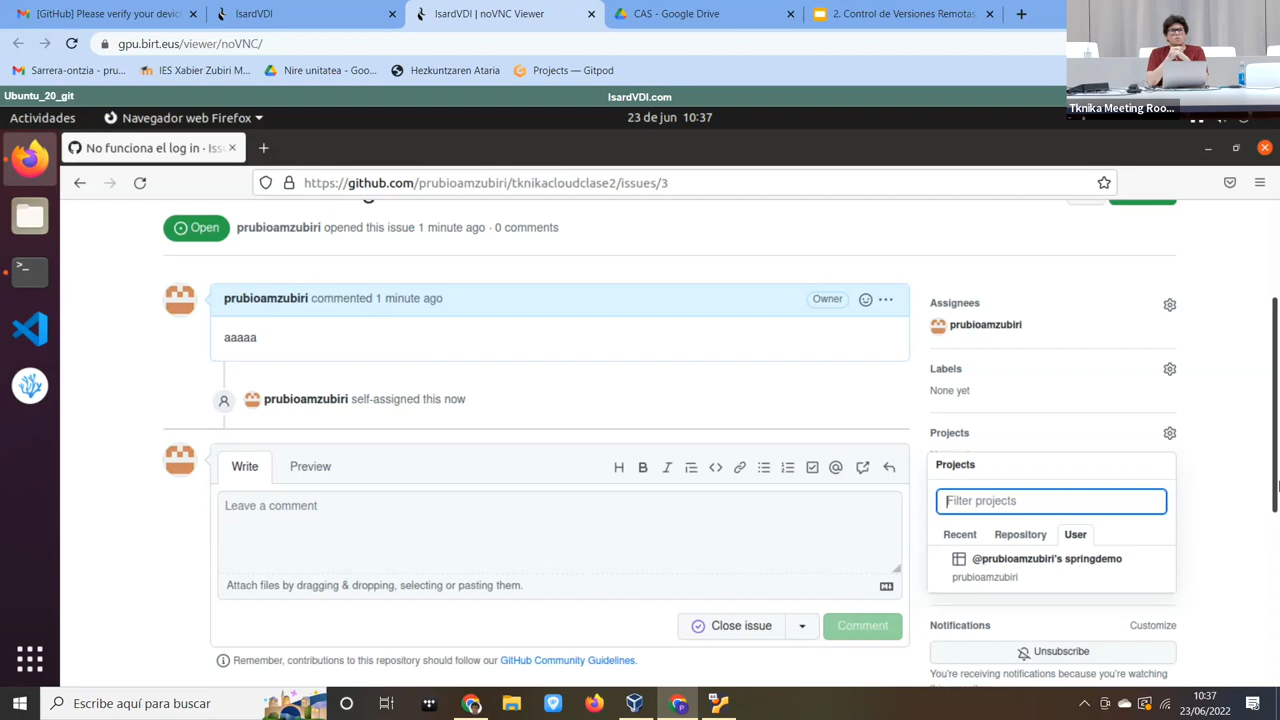 [GitHub] Please verify your device
IsardVDI
IsardVDI | noVNC Viewer
CAS - Google Drive
2. Control de Versiones Remotas
gpu.birt.eus/viewer/noVNC/
Sarrera-ontzia - pru...
IES Xabier Zubiri M...
Nire unitatea - Goo...
Hezkuntzaren Ataria
Projects — Gitpod
Tknika Meeting Roo...
Ubuntu_20_git
IsardVDI.com
Actividades
Navegador web Firefox
23 de jun 10:37
No funciona el log in · Iss
https://github.com/prubioamzubiri/tknikacloudclase2/issues/3
Open
prubioamzubiri opened this issue 1 minute ago · 0 comments
prubioamzubiri commented 1 minute ago
Owner
aaaaa
prubioamzubiri self-assigned this now
Write
Preview
Leave a comment
Attach files by dragging & dropping, selecting or pasting them.
Close issue
Comment
Remember, contributions to this repository should follow our GitHub Community Guidelines.
Assignees
prubioamzubiri
Labels
None yet
Projects
Projects
Filter projects
Recent
Repository
User
@prubioamzubiri's springdemo
prubioamzubiri
Notifications
Customize
Unsubscribe
You're receiving notifications because you're watching
Escribe aquí para buscar
10:37
23/06/2022